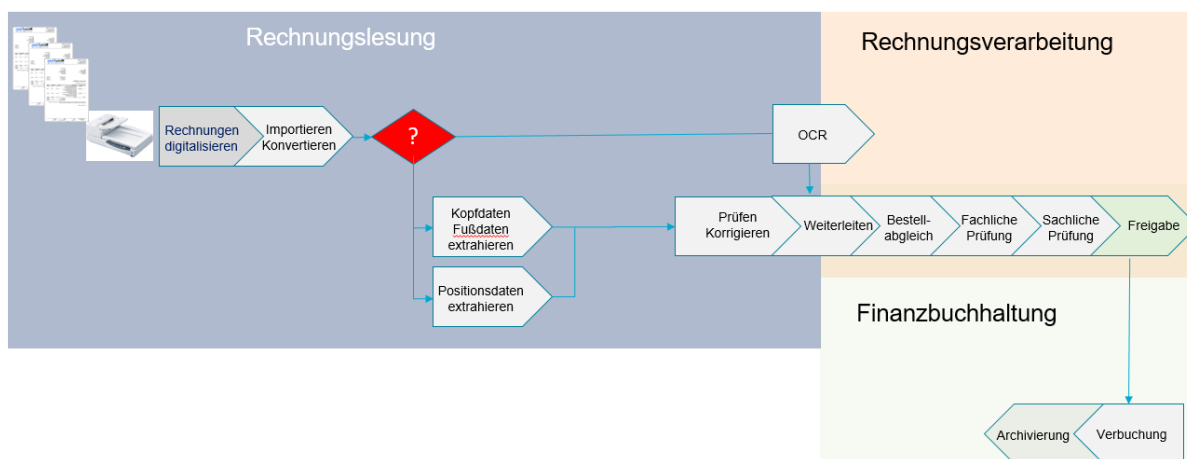 Rechnungslesung
Rechnungsverarbeitung
Rechnungen
digitalisieren
Importieren
Konvertieren
?
OCR
Kopfdaten
Fußdaten
extrahieren
Positionsdaten
extrahieren
Prüfen
Korrigieren
Weiterleiten
Bestell-
abgleich
Fachliche
Prüfung
Sachliche
Prüfung
Freigabe
Finanzbuchhaltung
Archivierung
Verbuchung